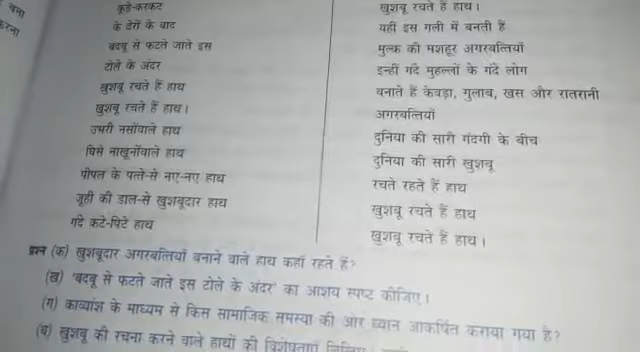 बना
करना
कूड़े-करकट
के ढेरों के बाद
बदबू से फटते जाते इस
टोले के अंदर
खुशबू रचते हैं हाथ
खुशबू रचते हैं हाथ।
उभरी नसोंवाले हाथ
घिसे नाखूनोंवाले हाथ
पीपल के पत्ते-से नए-नए हाथ
जूही की डाल-से खुशबूदार हाथ
गंदे कटे-पिटे हाथ
खुशबू रचते हैं हाथ।
यहीं इस गली में बनती हैं
मुल्क की मशहूर अगरबत्तियाँ
इन्हीं गंदे मुहल्लों के गंदे लोग
बनाते हैं केवड़ा, गुलाब, खस और रातरानी
अगरबत्तियाँ
दुनिया की सारी गंदगी के बीच
दुनिया की सारी खुशबू
रचते रहते हैं हाथ
खुशबू रचते हैं हाथ
खुशबू रचते हैं हाथ।
प्रश्न (क) खुशबूदार अगरबत्तियाँ बनाने वाले हाथ कहाँ रहते हैं?
(ख) 'बदबू से फटते जाते इस टोले के अंदर' का आशय स्पष्ट कीजिए।
(ग) काव्यांश के माध्यम से किस सामाजिक समस्या की ओर ध्यान आकर्षित कराया गया है?
(घ) खुशबू की रचना करने वाले हाथों की विशेषताएँ